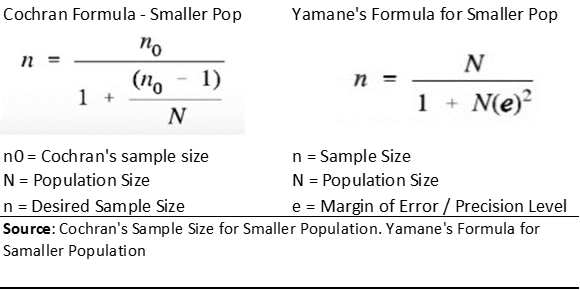 Cochran Formula - Smaller Pop
n = n0 / 1 + (n0 - 1) / N
n0 = Cochran's sample size
N = Population Size
n = Desired Sample Size
Yamane's Formula for Smaller Pop
n = N / 1 + N(e)²
n = Sample Size
N = Population Size
e = Margin of Error / Precision Level
Source: Cochran's Sample Size for Smaller Population. Yamane's Formula for
Samaller Population